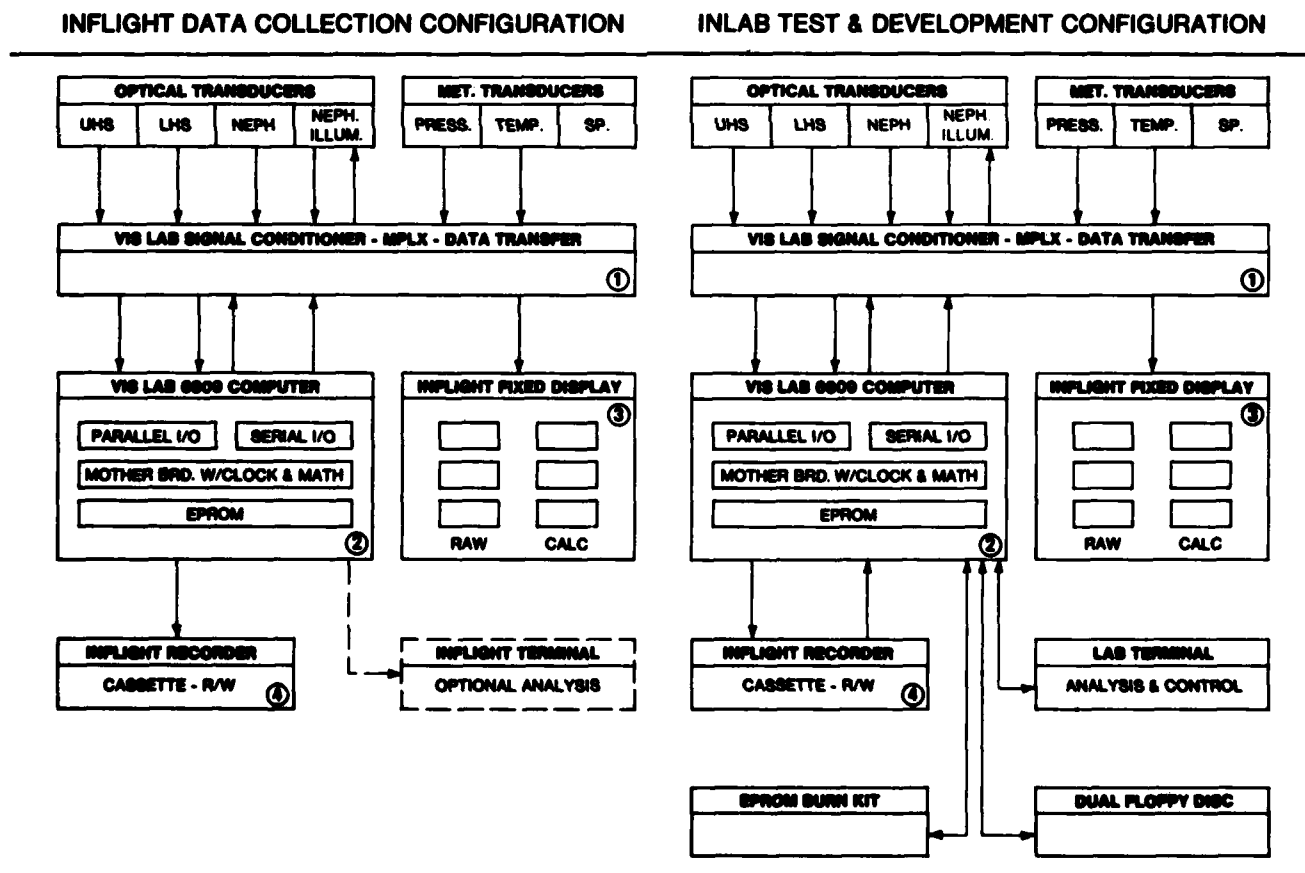 INFLIGHT DATA COLLECTION CONFIGURATION
OPTICAL TRANSDUCERS
UHS LHS NEPH NEPH. ILLUM.
MET. TRANSDUCERS
PRESS. TEMP. SP.
VIS LAB SIGNAL CONDITIONER - MPLX - DATA TRANSFER
①
VIS LAB 6809 COMPUTER
PARALLEL I/O SERIAL I/O
MOTHER BRD. W/CLOCK & MATH
EPROM
②
INFLIGHT FIXED DISPLAY
③
RAW CALC
INFLIGHT RECORDER
CASSETTE - R/W
④
INFLIGHT TERMINAL
OPTIONAL ANALYSIS
INLAB TEST & DEVELOPMENT CONFIGURATION
OPTICAL TRANSDUCERS
UHS LHS NEPH NEPH. ILLUM.
MET. TRANSDUCERS
PRESS. TEMP. SP.
VIS LAB SIGNAL CONDITIONER - MPLX - DATA TRANSFER
①
VIS LAB 6809 COMPUTER
PARALLEL I/O SERIAL I/O
MOTHER BRD. W/CLOCK & MATH
EPROM
②
INFLIGHT FIXED DISPLAY
③
RAW CALC
INFLIGHT RECORDER
CASSETTE - R/W
④
LAB TERMINAL
ANALYSIS & CONTROL
EPROM BURN KIT
DUAL FLOPPY DISC